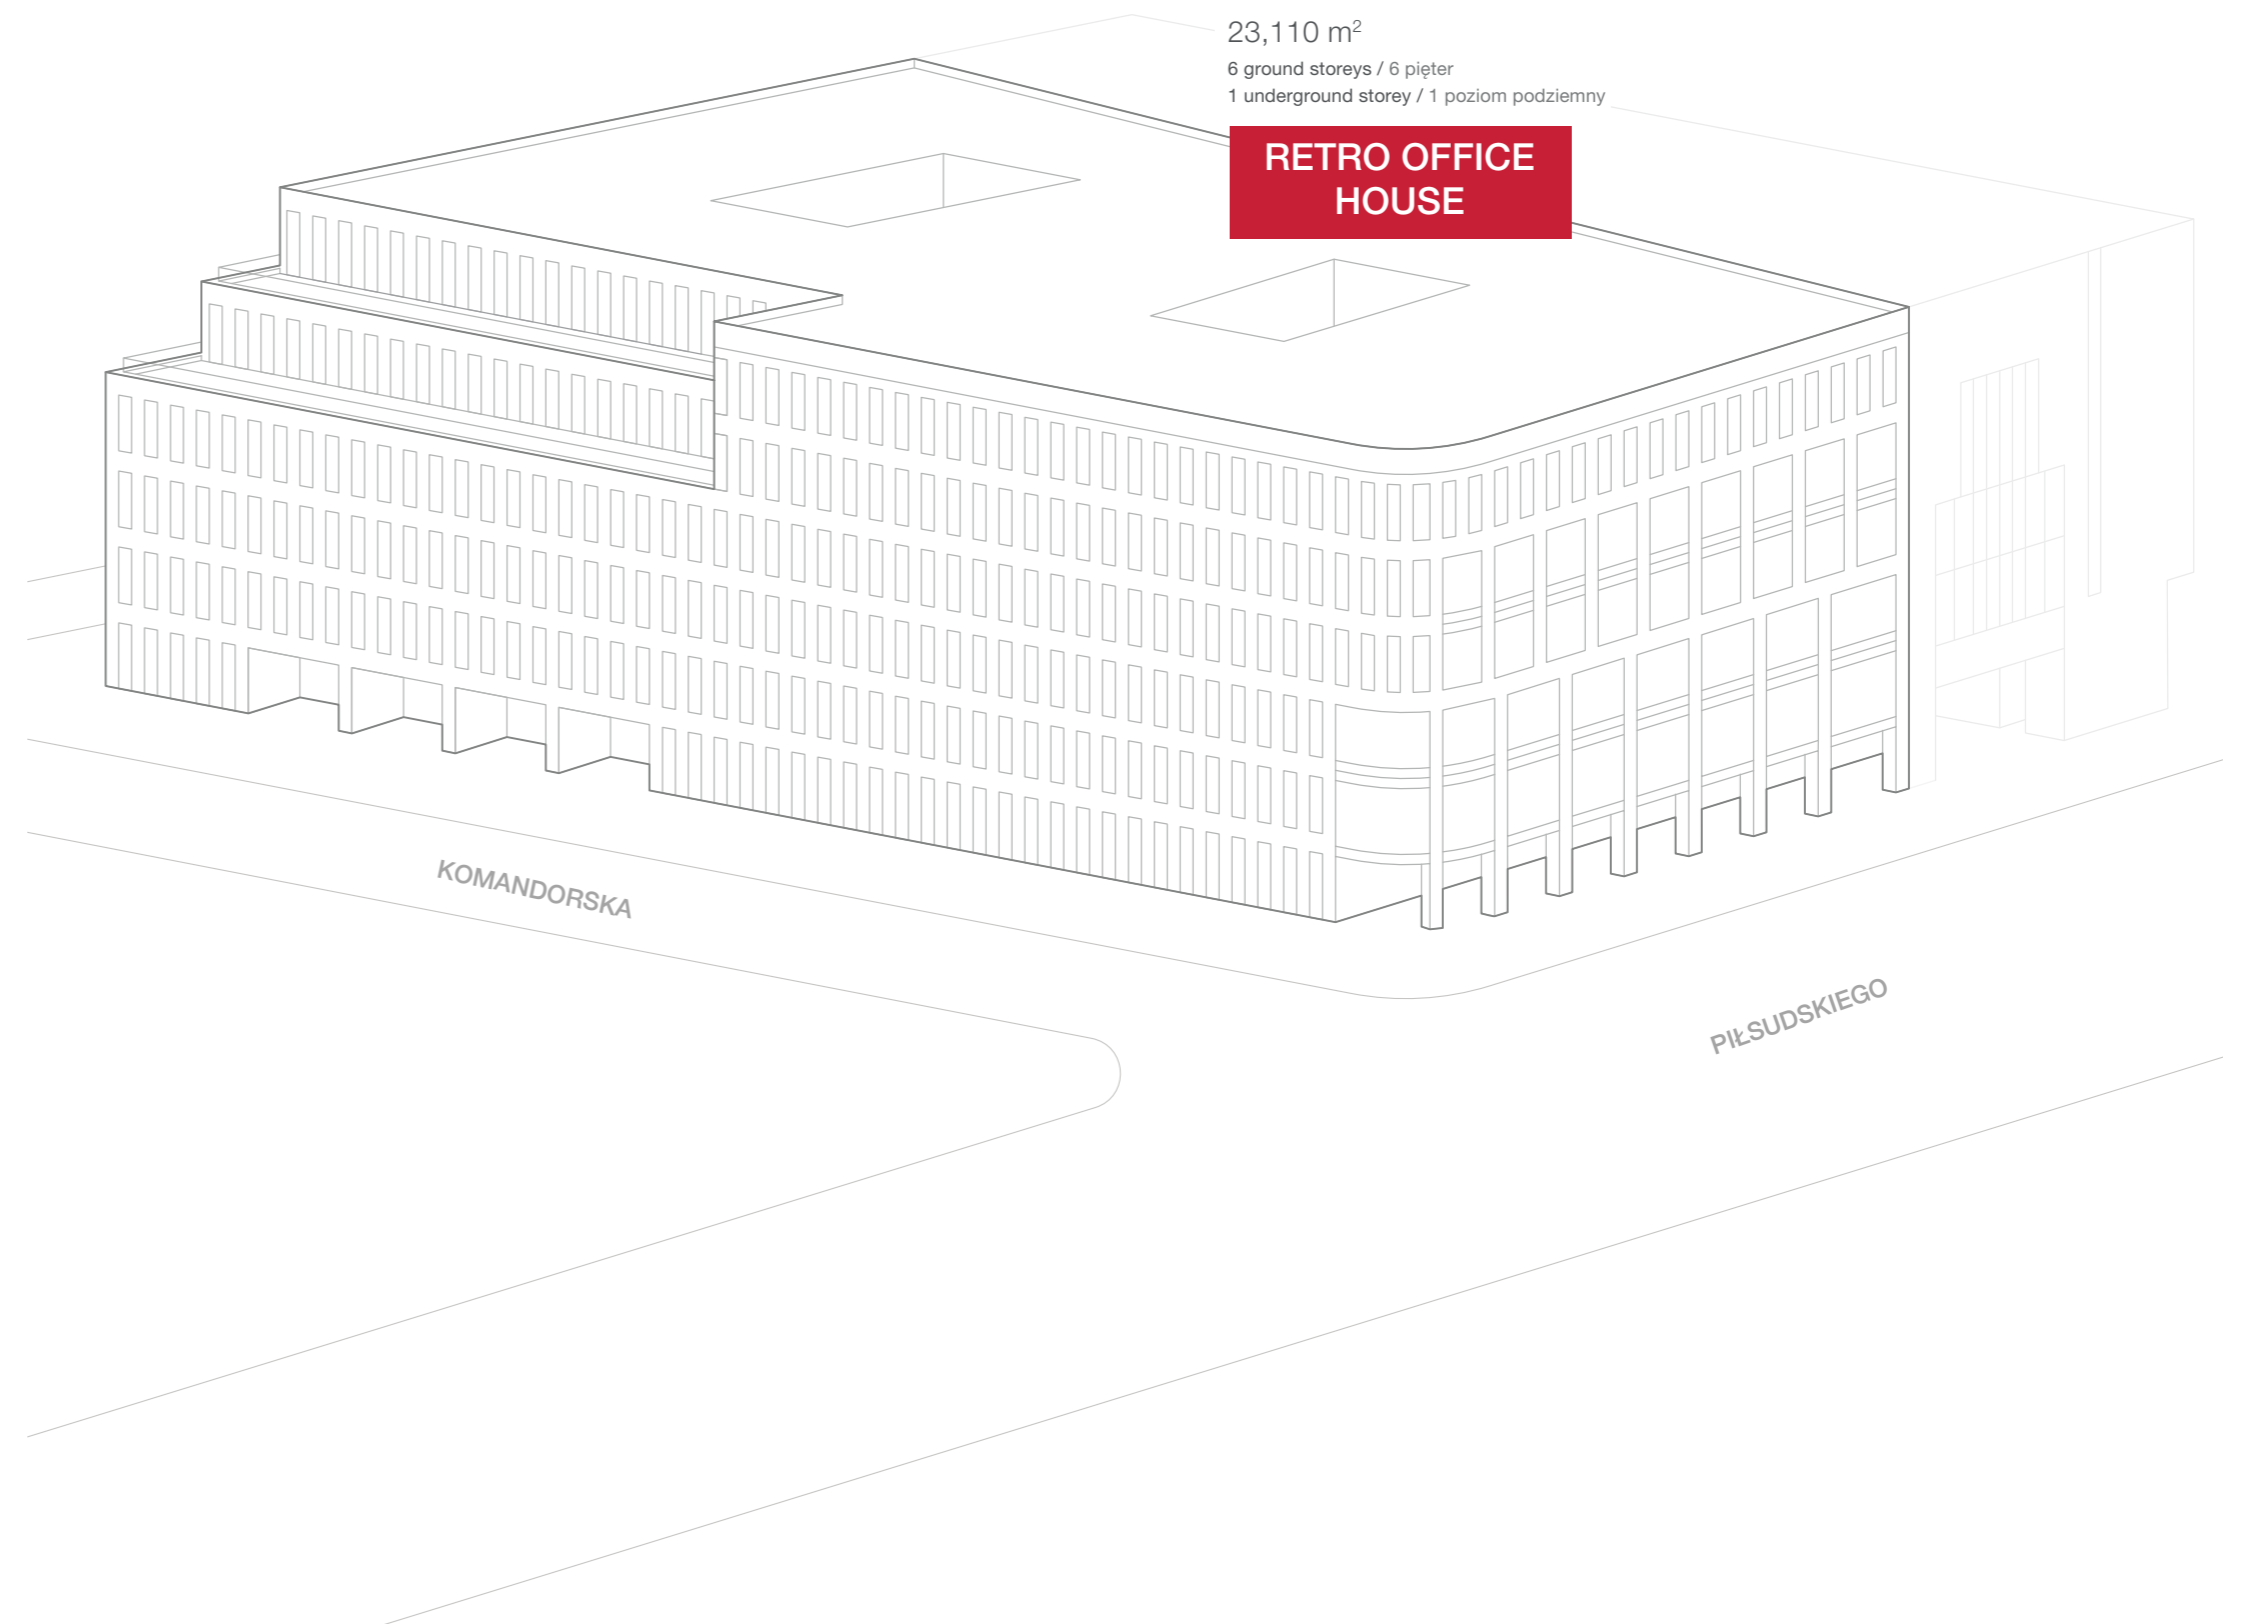 23,110 m²
6 ground storeys / 6 pięter
1 underground storey / 1 poziom podziemny
RETRO OFFICE
HOUSE
KOMANDORSKA
PIŁSUDSKIEGO